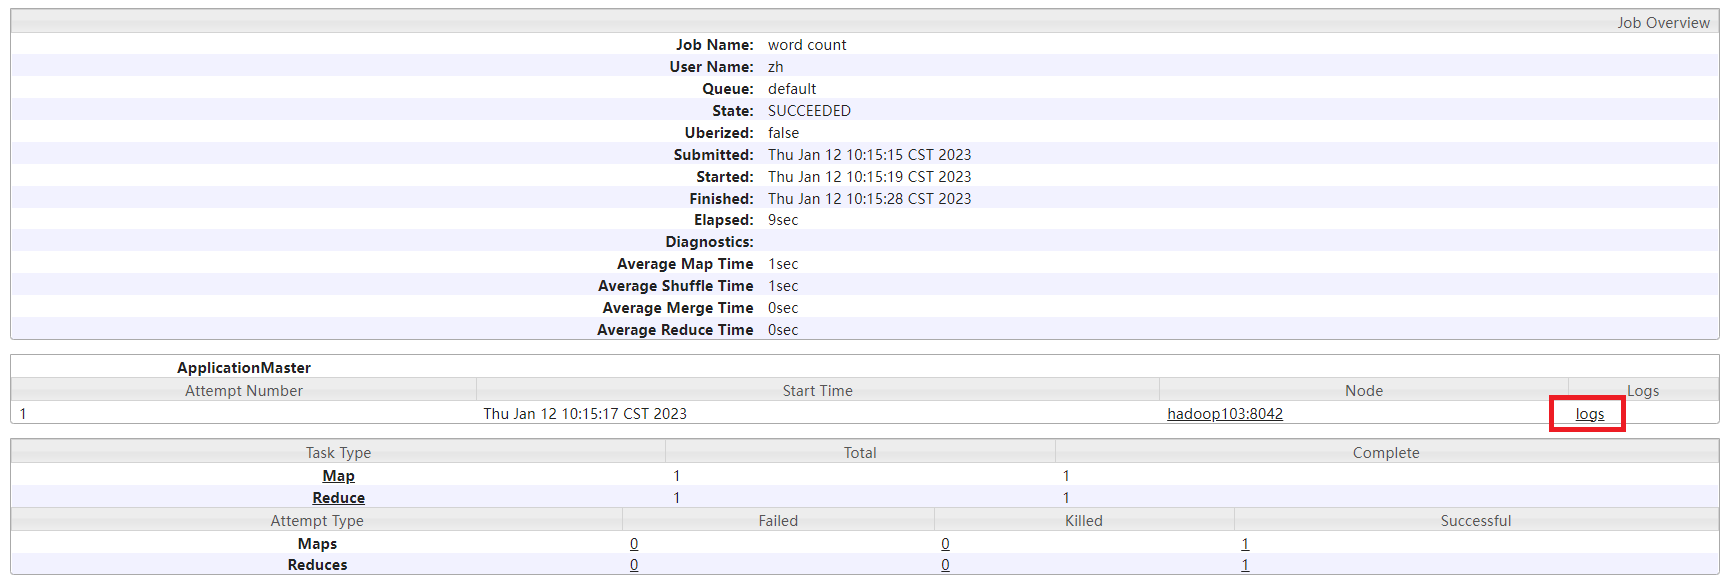 Job Overview
Job Name: word count
User Name: zh
Queue: default
State: SUCCEEDED
Uberized: false
Submitted: Thu Jan 12 10:15:15 CST 2023
Started: Thu Jan 12 10:15:19 CST 2023
Finished: Thu Jan 12 10:15:28 CST 2023
Elapsed: 9sec
Diagnostics:
Average Map Time 1sec
Average Shuffle Time 1sec
Average Merge Time 0sec
Average Reduce Time 0sec
ApplicationMaster
Attempt Number Start Time Node Logs
1 Thu Jan 12 10:15:17 CST 2023 hadoop103:8042 logs
Task Type Total Complete
Map 1 1
Reduce 1 1
Attempt Type Failed Killed Successful
Maps 0 0 1
Reduces 0 0 1